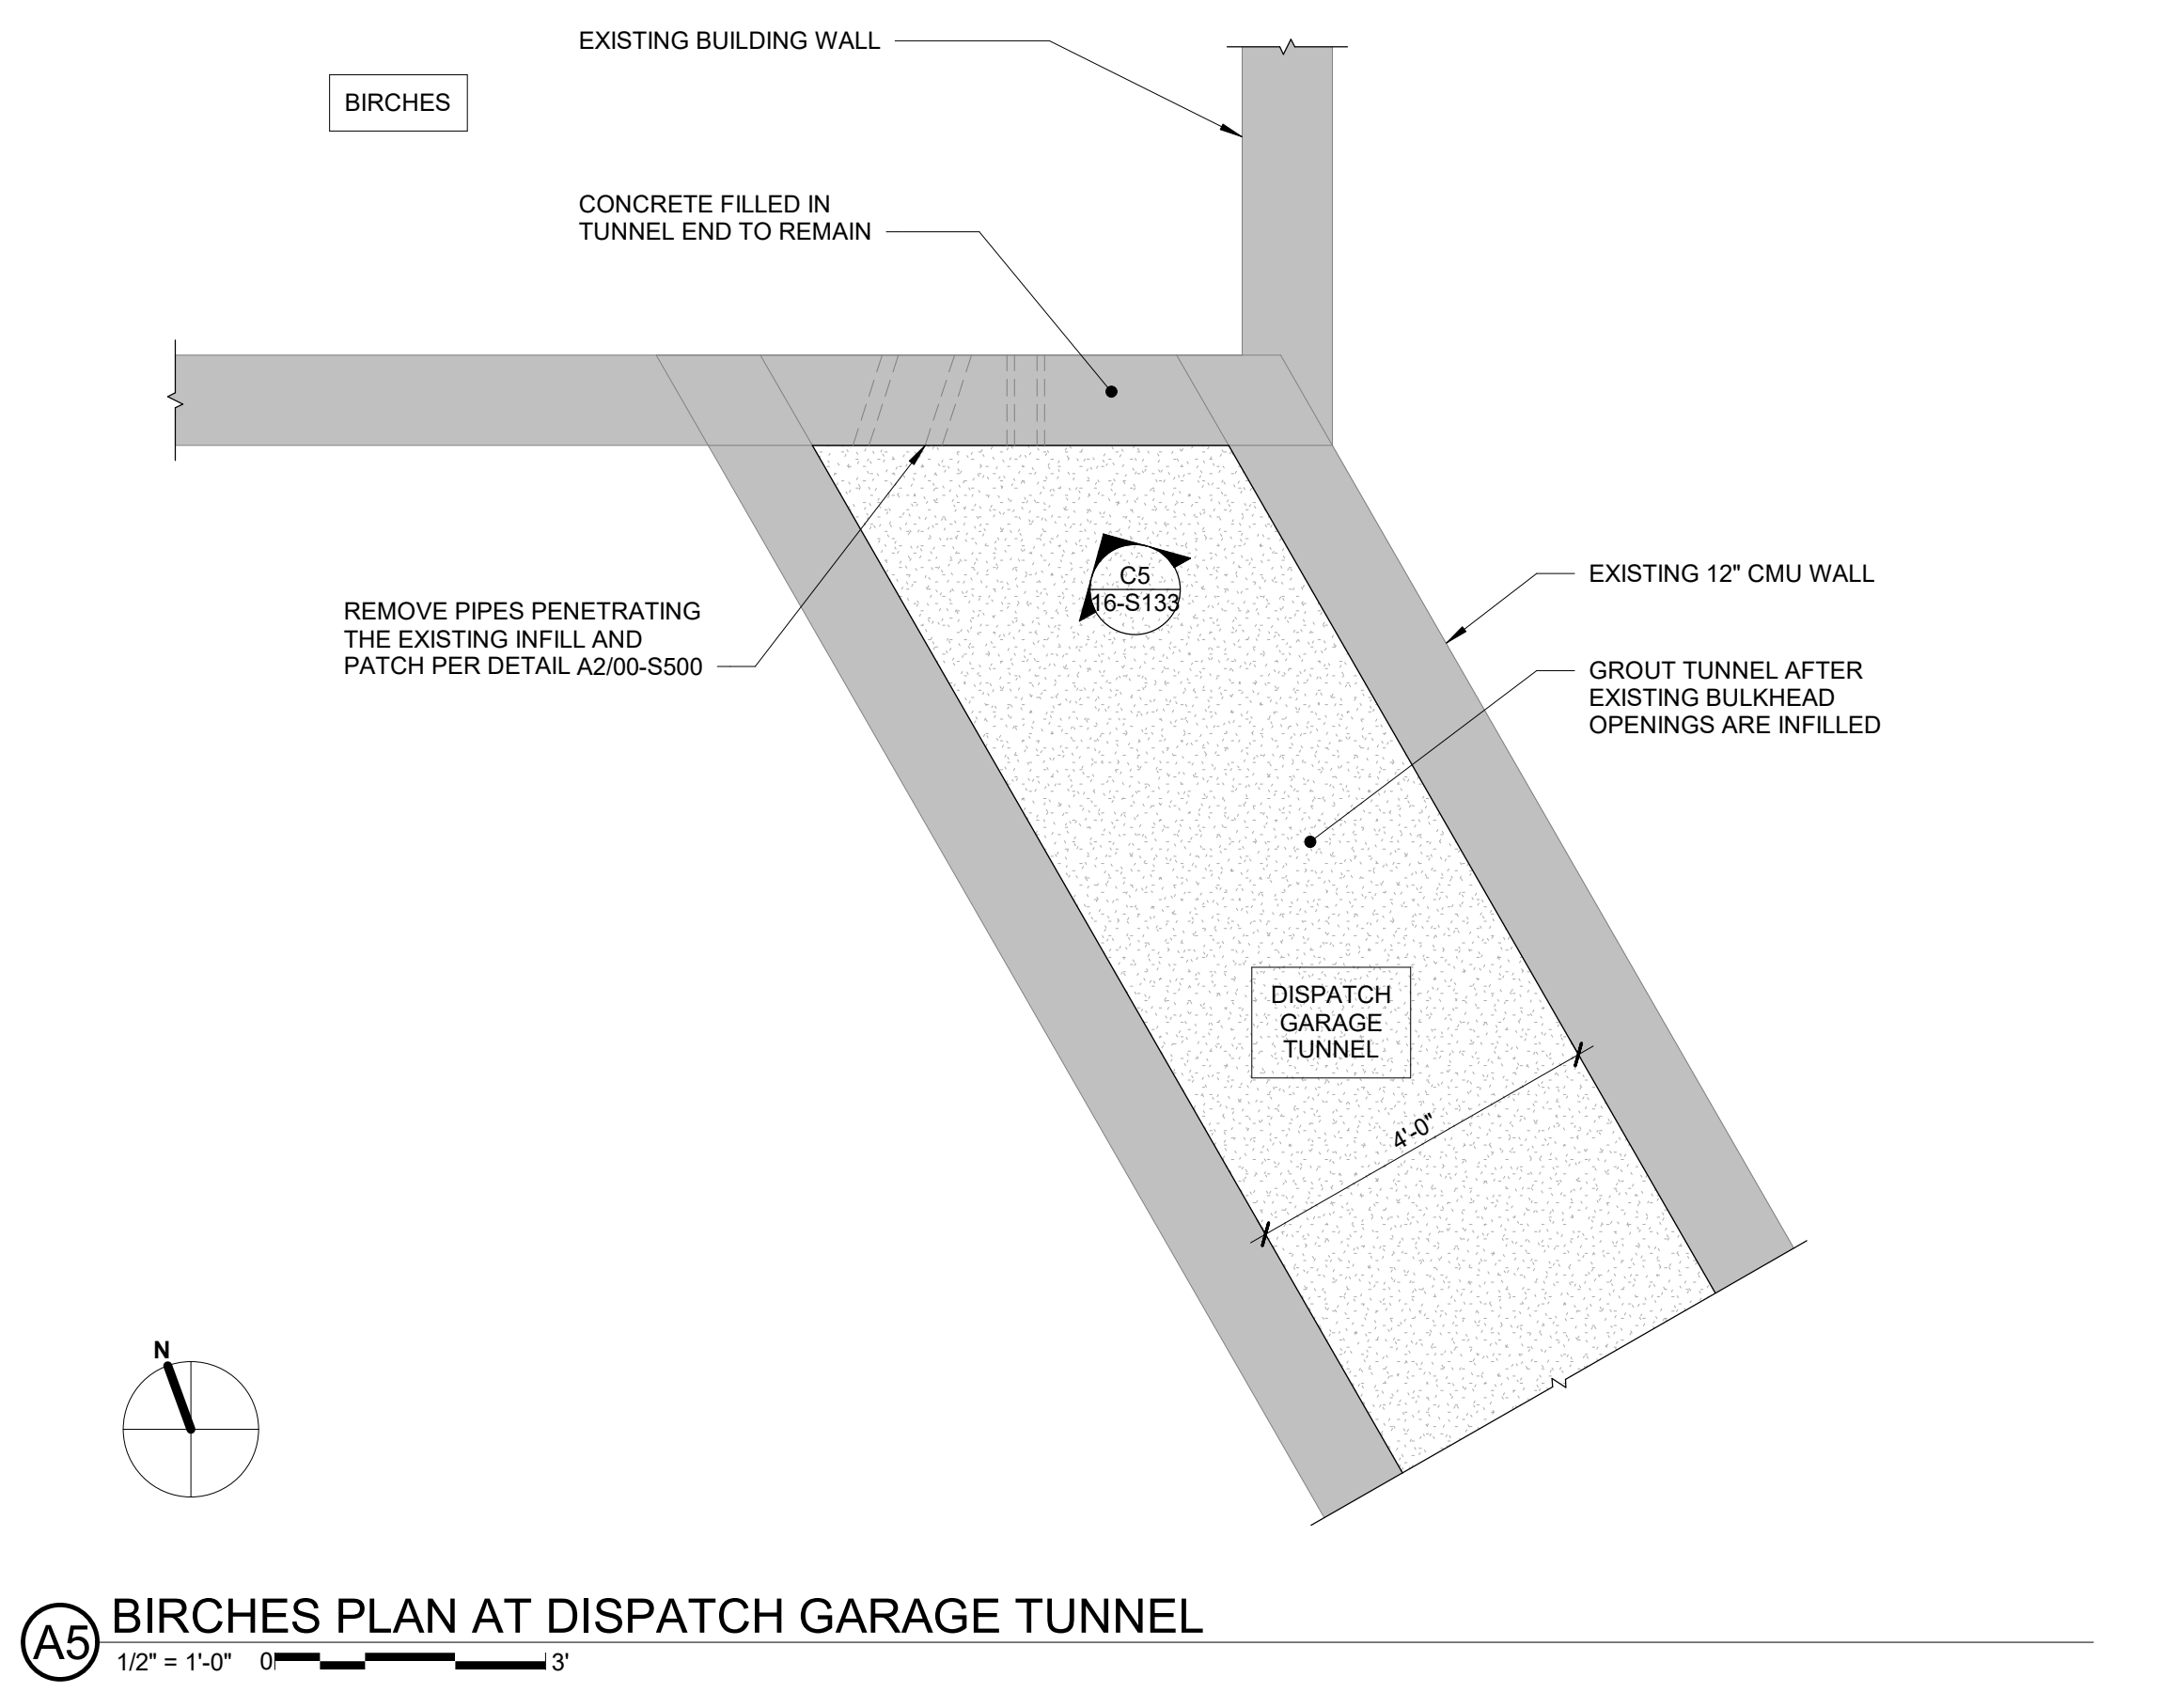 EXISTING BUILDING WALL
BIRCHES
CONCRETE FILLED IN
TUNNEL END TO REMAIN
C5
16-S133
EXISTING 12" CMU WALL
REMOVE PIPES PENETRATING
THE EXISTING INFILL AND
PATCH PER DETAIL A2/00-S500
GROUT TUNNEL AFTER
EXISTING BULKHEAD
OPENINGS ARE INFILLED
DISPATCH
GARAGE
TUNNEL
4'-0"
N
A5
BIRCHES PLAN AT DISPATCH GARAGE TUNNEL
1/2" = 1'-0" 0 3'